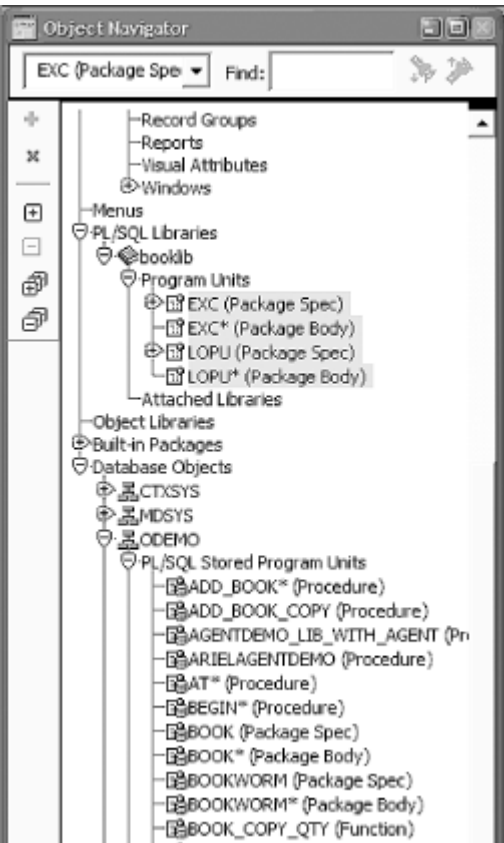 Object Navigator
EXC (Package Spe
Find:
Record Groups
Reports
Visual Attributes
Windows
Menus
PL/SQL Libraries
booklib
Program Units
EXC (Package Spec)
EXC* (Package Body)
LOPU (Package Spec)
LOPU* (Package Body)
Attached Libraries
Object Libraries
Built-in Packages
Database Objects
CTXSYS
MDSYS
ODEMO
PL/SQL Stored Program Units
ADD_BOOK* (Procedure)
ADD_BOOK_COPY (Procedure)
AGENTDEMO_LIB_WITH_AGENT (Pr
ARIELAGENTDEMO (Procedure)
AT* (Procedure)
BEGIN* (Procedure)
BOOK (Package Spec)
BOOK* (Package Body)
BOOKWORM (Package Spec)
BOOKWORM* (Package Body)
BOOK_COPY_QTY (Function)